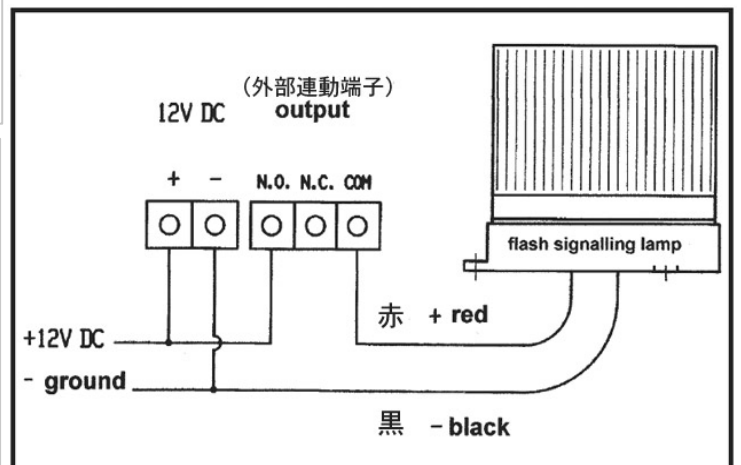 （外部連動端子）
12V DC output
+ − N.O. N.C. COM
flash signalling lamp
赤 + red
+12V DC
- ground
黒 − black